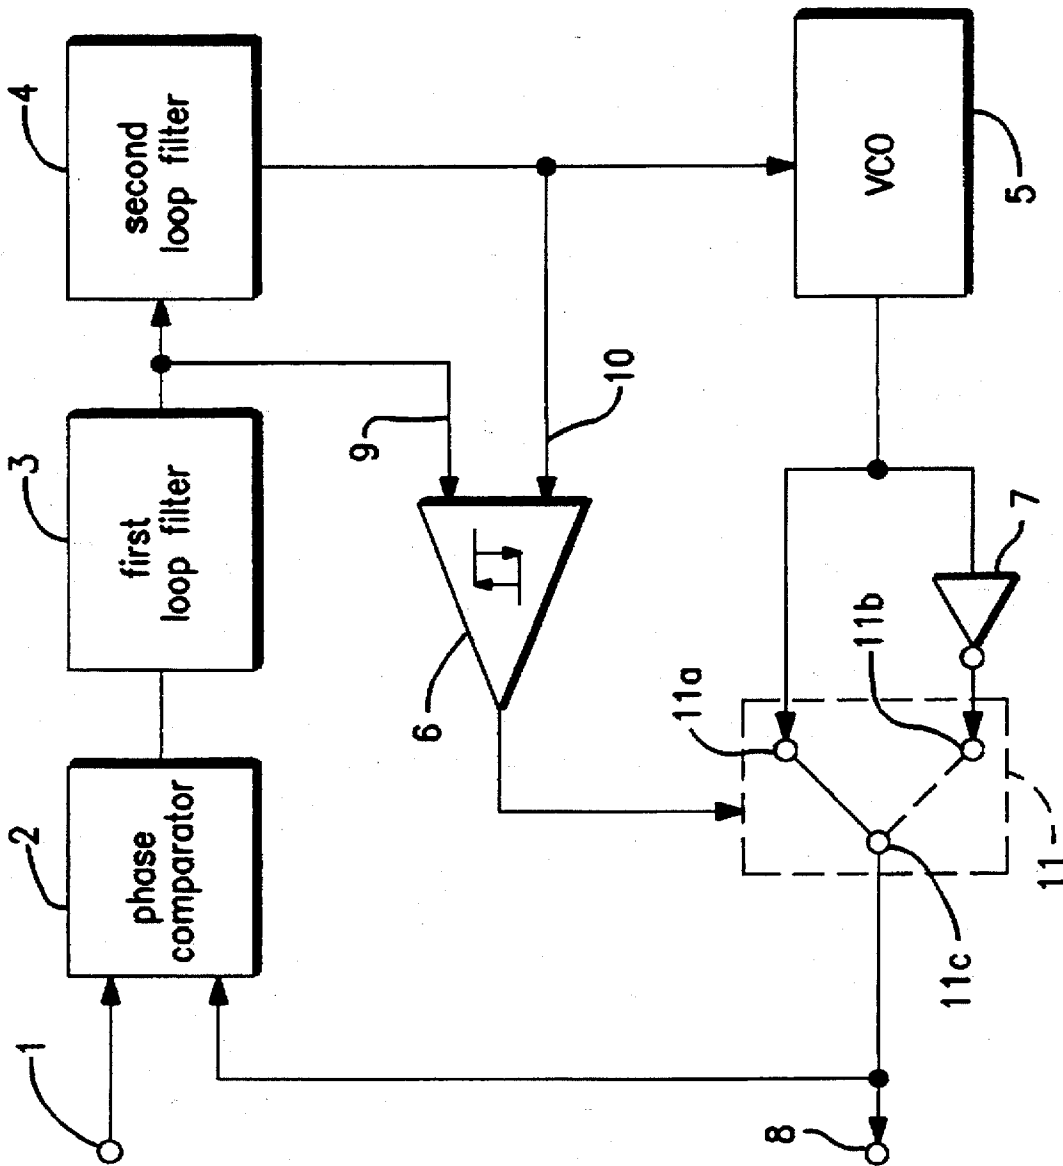 1
2
phase
comparator
3
first
loop filter
4
second
loop filter
9
10
6
5
VCO
7
11a
11b
11c
11
8